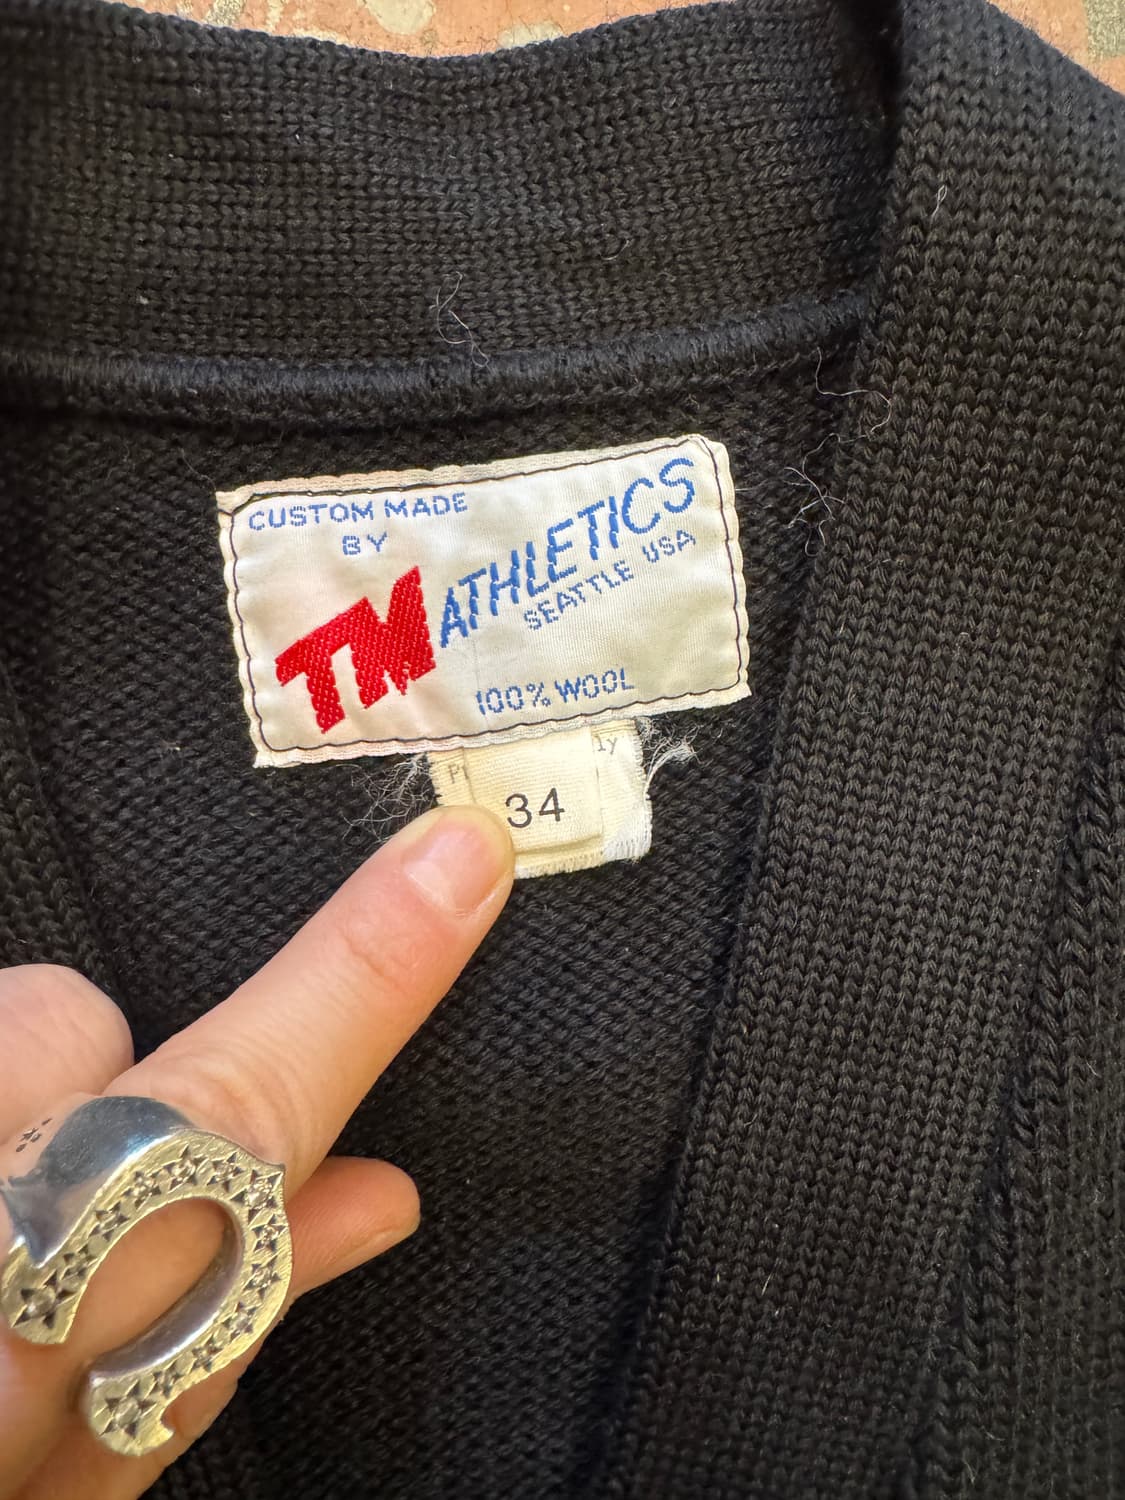 CUSTOM MADE
BY
TM ATHLETICS
SEATTLE USA
100% WOOL
34